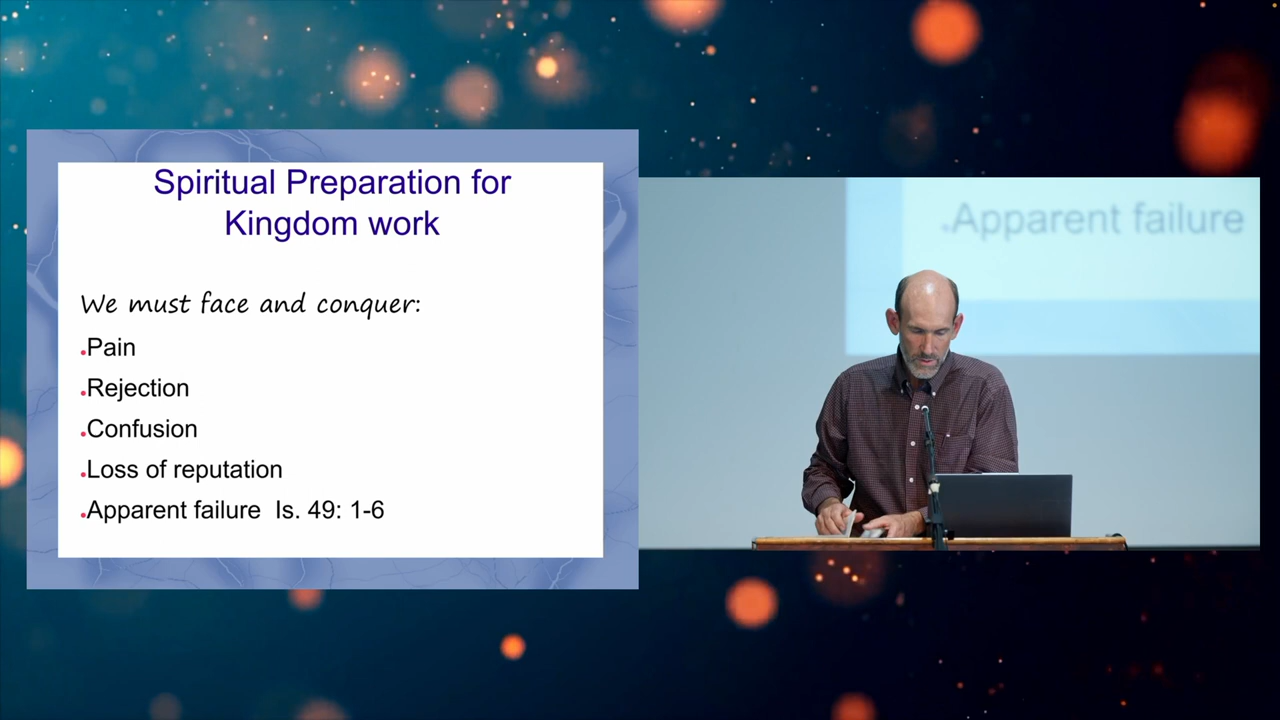 Spiritual Preparation for
Kingdom work
We must face and conquer:
.Pain
.Rejection
.Confusion
.Loss of reputation
.Apparent failure Is. 49: 1-6
.Apparent failure